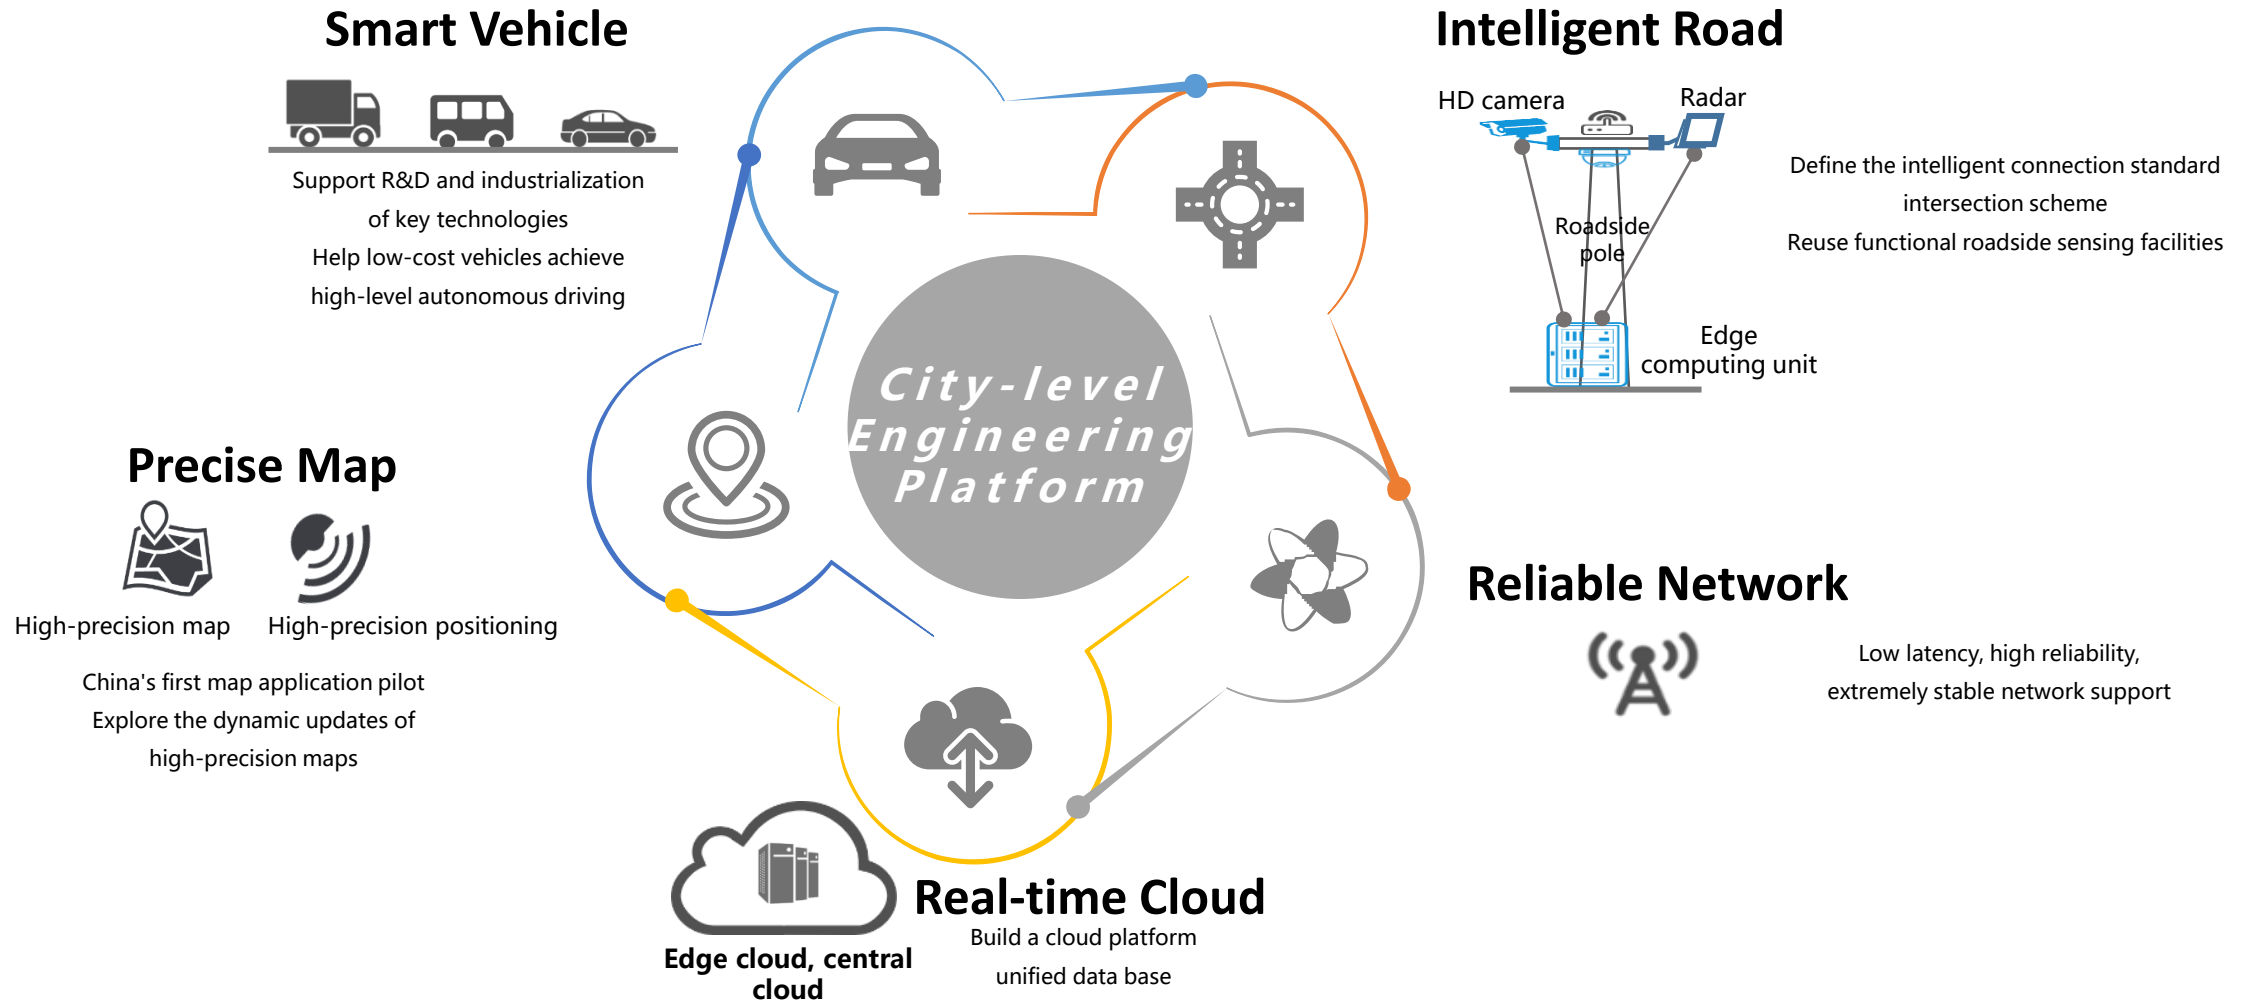 Smart Vehicle
Support R&D and industrialization
of key technologies
Help low-cost vehicles achieve
high-level autonomous driving
Intelligent Road
HD camera
Radar
Roadside
pole
Edge
computing unit
Define the intelligent connection standard
intersection scheme
Reuse functional roadside sensing facilities
City-level
Engineering
Platform
Precise Map
High-precision map
High-precision positioning
China's first map application pilot
Explore the dynamic updates of
high-precision maps
Reliable Network
Low latency, high reliability,
extremely stable network support
Real-time Cloud
Build a cloud platform
unified data base
Edge cloud, central
cloud